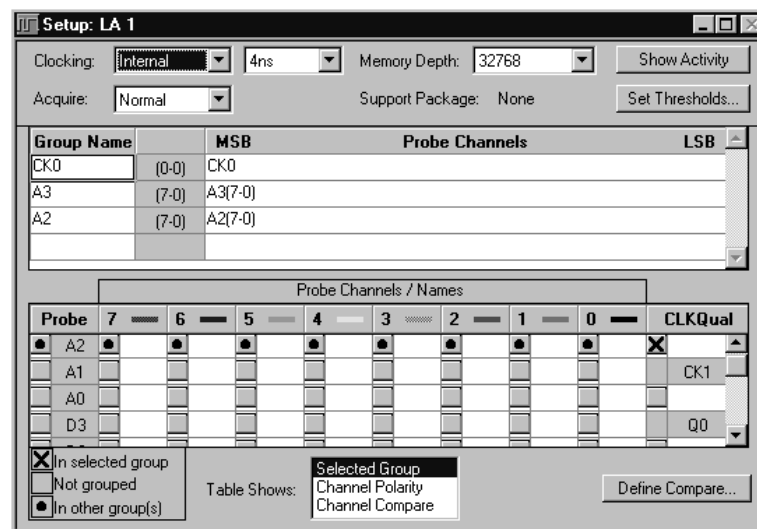 Setup: LA 1
Clocking: Internal 4ns Memory Depth: 32768 Show Activity
Acquire: Normal Support Package: None Set Thresholds...
Group Name MSB Probe Channels LSB
CK0 (0-0) CK0
A3 (7-0) A3(7-0)
A2 (7-0) A2(7-0)
Probe Channels / Names
Probe 7 6 5 4 3 2 1 0 CLKQual
A2
A1 CK1
A0
D3 Q0
In selected group
Not grouped
In other group(s)
Table Shows:
Selected Group
Channel Polarity
Channel Compare
Define Compare...